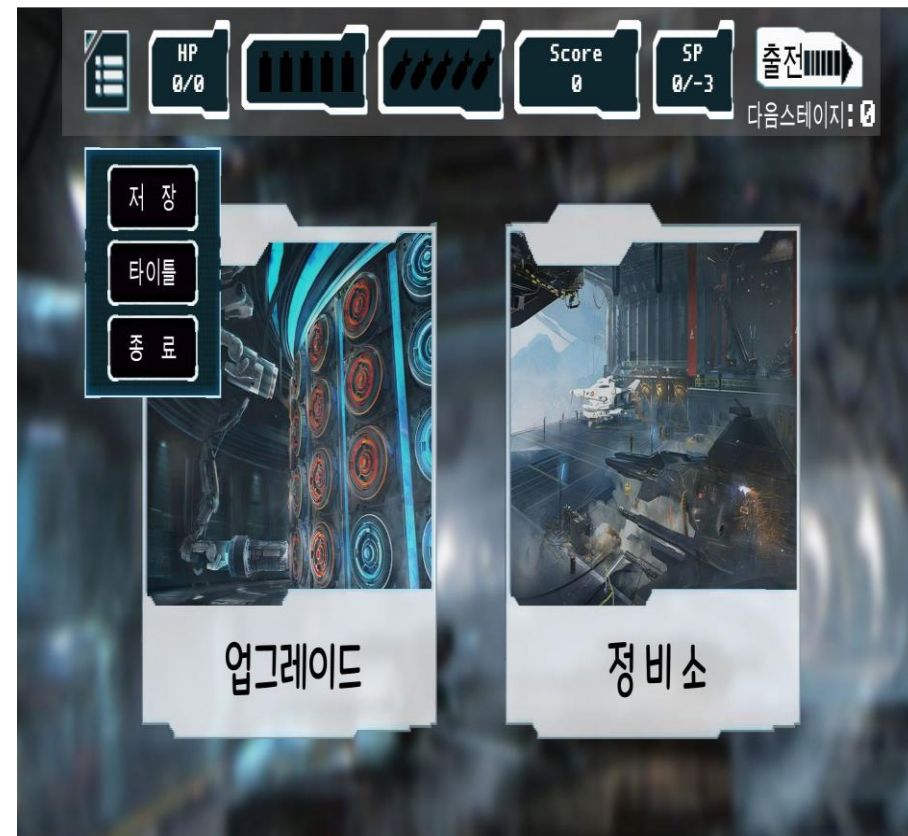 HP
0/0
Score
0
SP
0/-3
출전
다음스테이지:0
저 장
타이틀
종 료
업그레이드
정비소